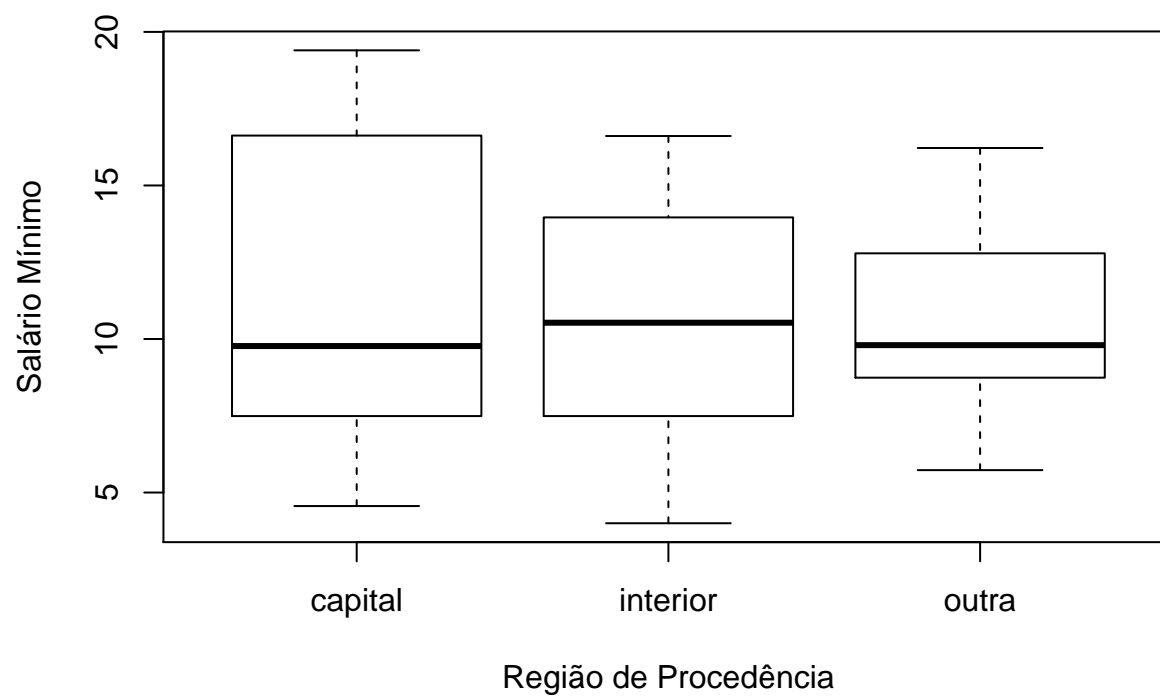 20
15
10
5
Salário Mínimo
capital
interior
outra
Região de Procedência